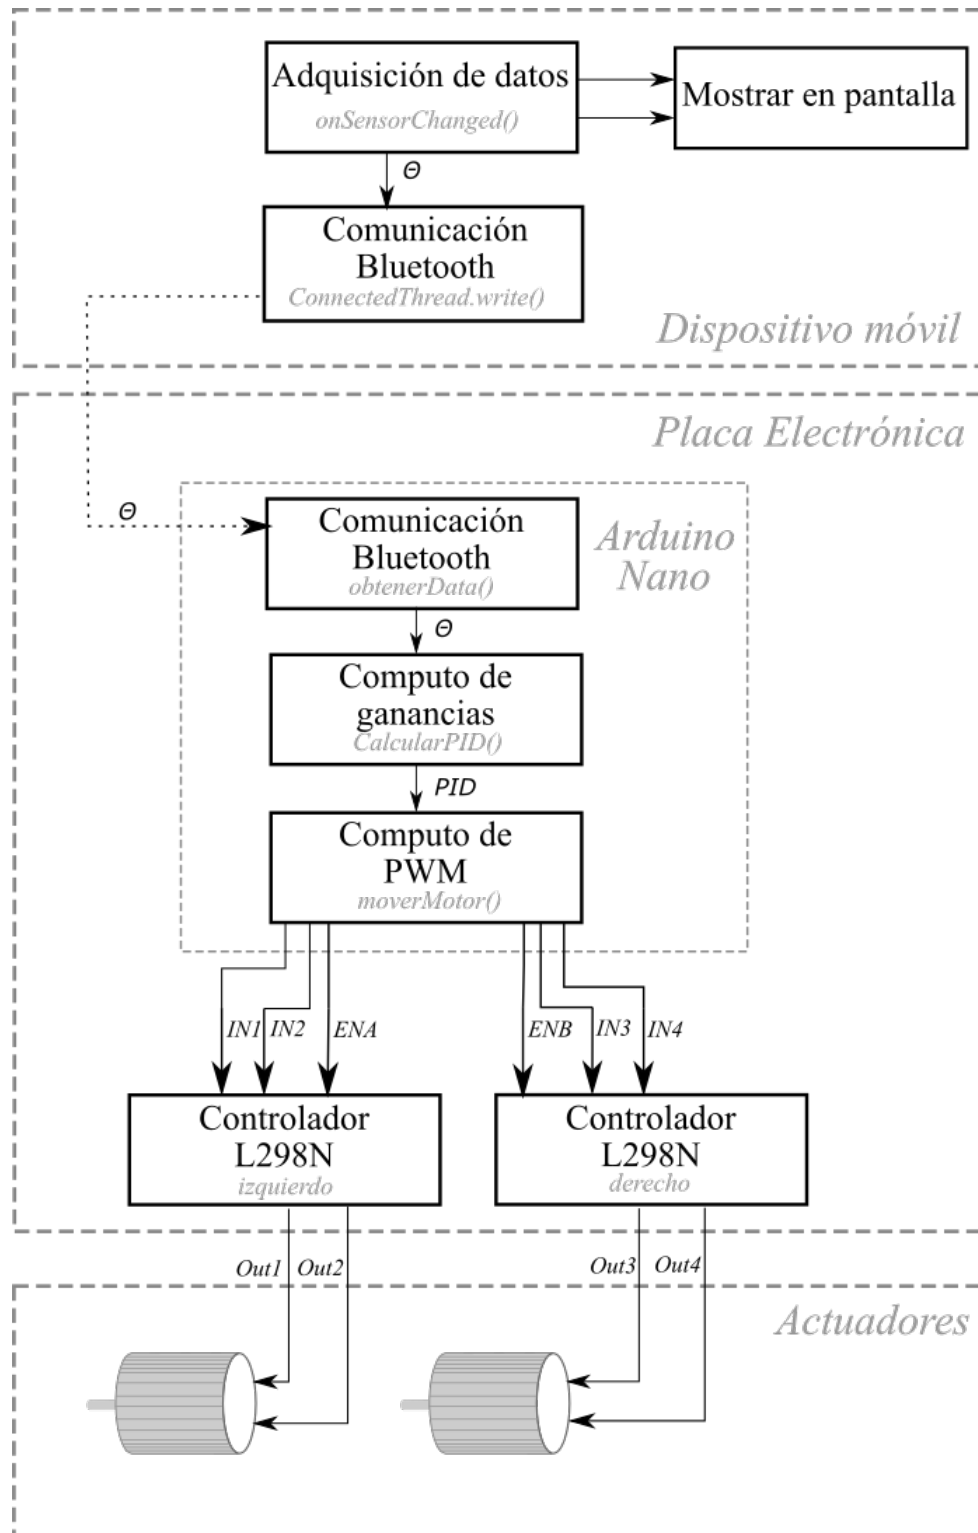 Adquisición de datos
onSensorChanged()
Mostrar en pantalla
Θ
Comunicación
Bluetooth
ConnectedThread.write()
Dispositivo móvil
Placa Electrónica
Θ
Comunicación
Bluetooth
obtenerData()
Arduino
Nano
Θ
Computo de
ganancias
CalcularPID()
PID
Computo de
PWM
moverMotor()
IN1 IN2 ENA ENB IN3 IN4
Controlador
L298N
izquierdo
Controlador
L298N
derecho
Out1 Out2 Out3 Out4
Actuadores